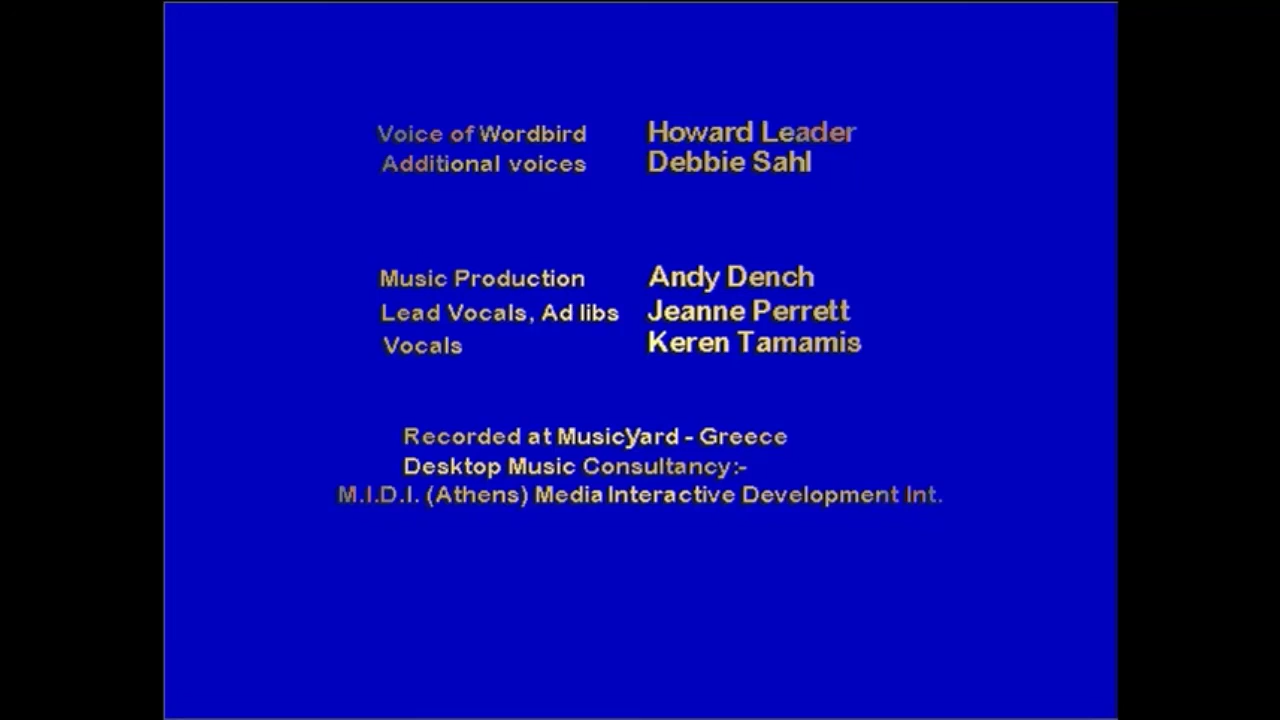 Voice of Wordbird Howard Leader
Additional voices Debbie Sahl
Music Production Andy Dench
Lead Vocals, Ad libs Jeanne Perrett
Vocals Keren Tamamis
Recorded at MusicYard - Greece
Desktop Music Consultancy:-
M.I.D.I. (Athens) Media Interactive Development Int.